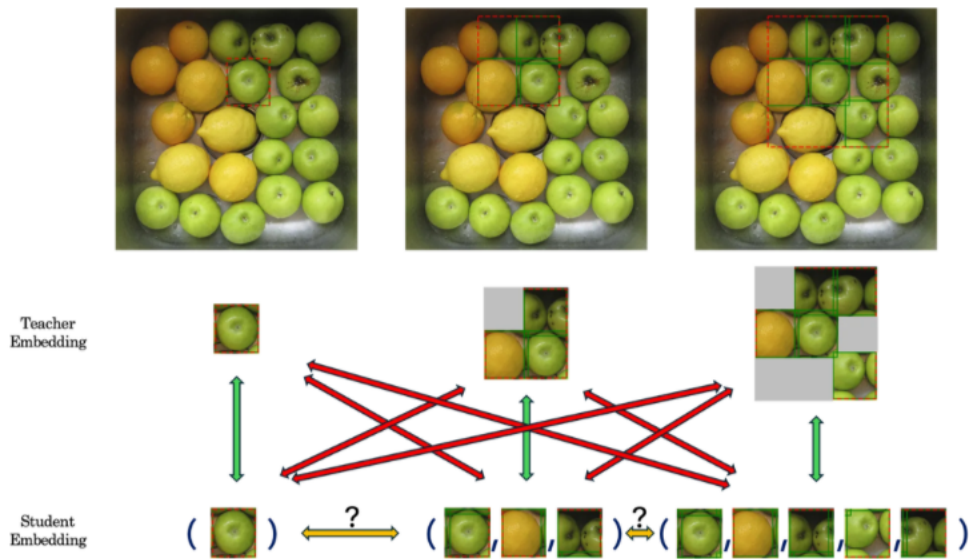 Teacher
Embedding
? ?
Student
Embedding
( ) ( , , ) ( , , , , )